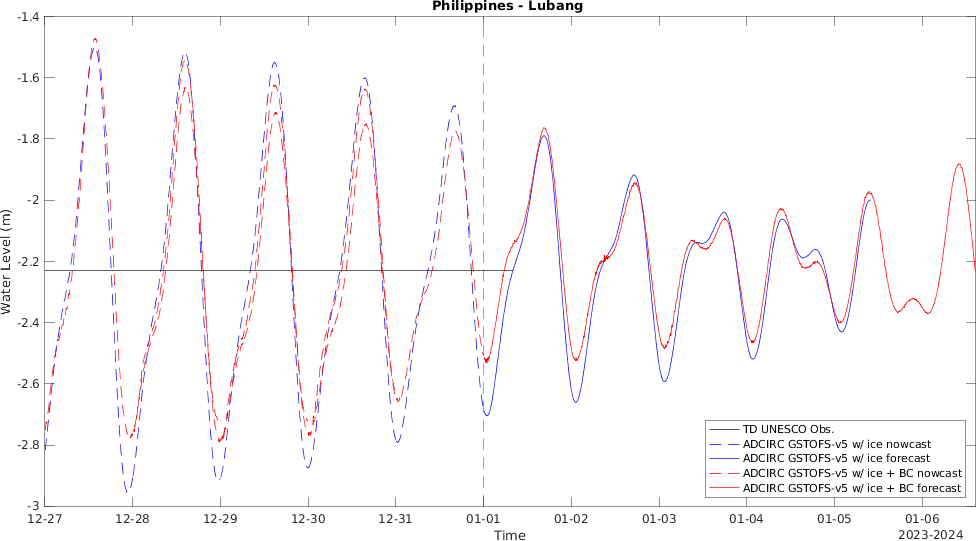 Philippines - Lubang
-1.4
-1.6
-1.8
-2
-2.2
-2.4
-2.6
-2.8
-3
Water Level (m)
TD UNESCO Obs.
ADCIRC GSTOFS-v5 w/ ice nowcast
ADCIRC GSTOFS-v5 w/ ice forecast
ADCIRC GSTOFS-v5 w/ ice + BC nowcast
ADCIRC GSTOFS-v5 w/ ice + BC forecast
12-27 12-28 12-29 12-30 12-31 01-01 01-02 01-03 01-04 01-05 01-06
Time
2023-2024